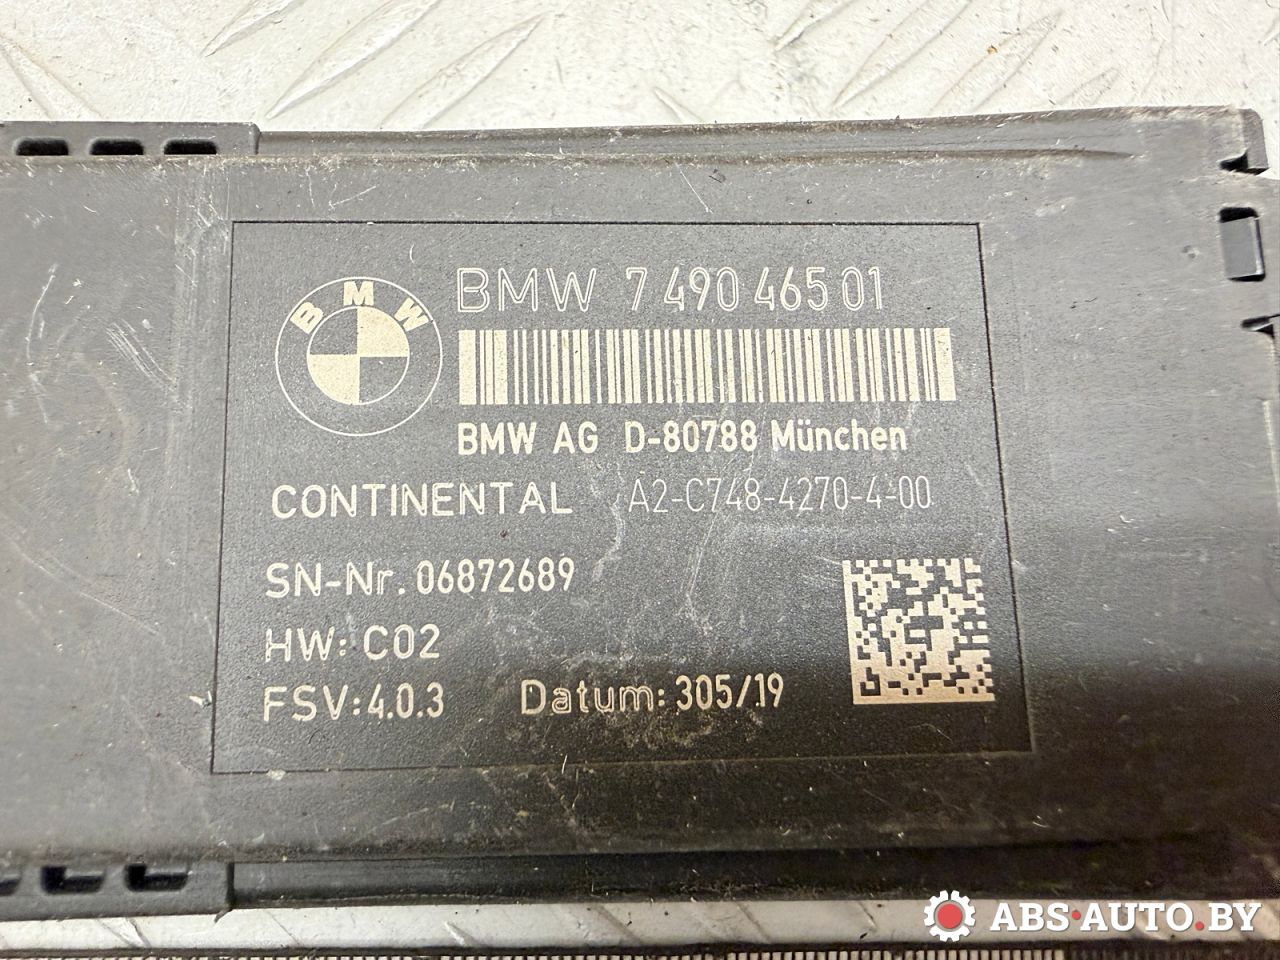 BMW
BMW 7 490 465 01
BMW AG D-80788 München
CONTINENTAL A2-C748-4270-4-00
SN-Nr. 06872689
HW: C02
FSV: 4.0.3 Datum: 305/19
ABS-AUTO.BY